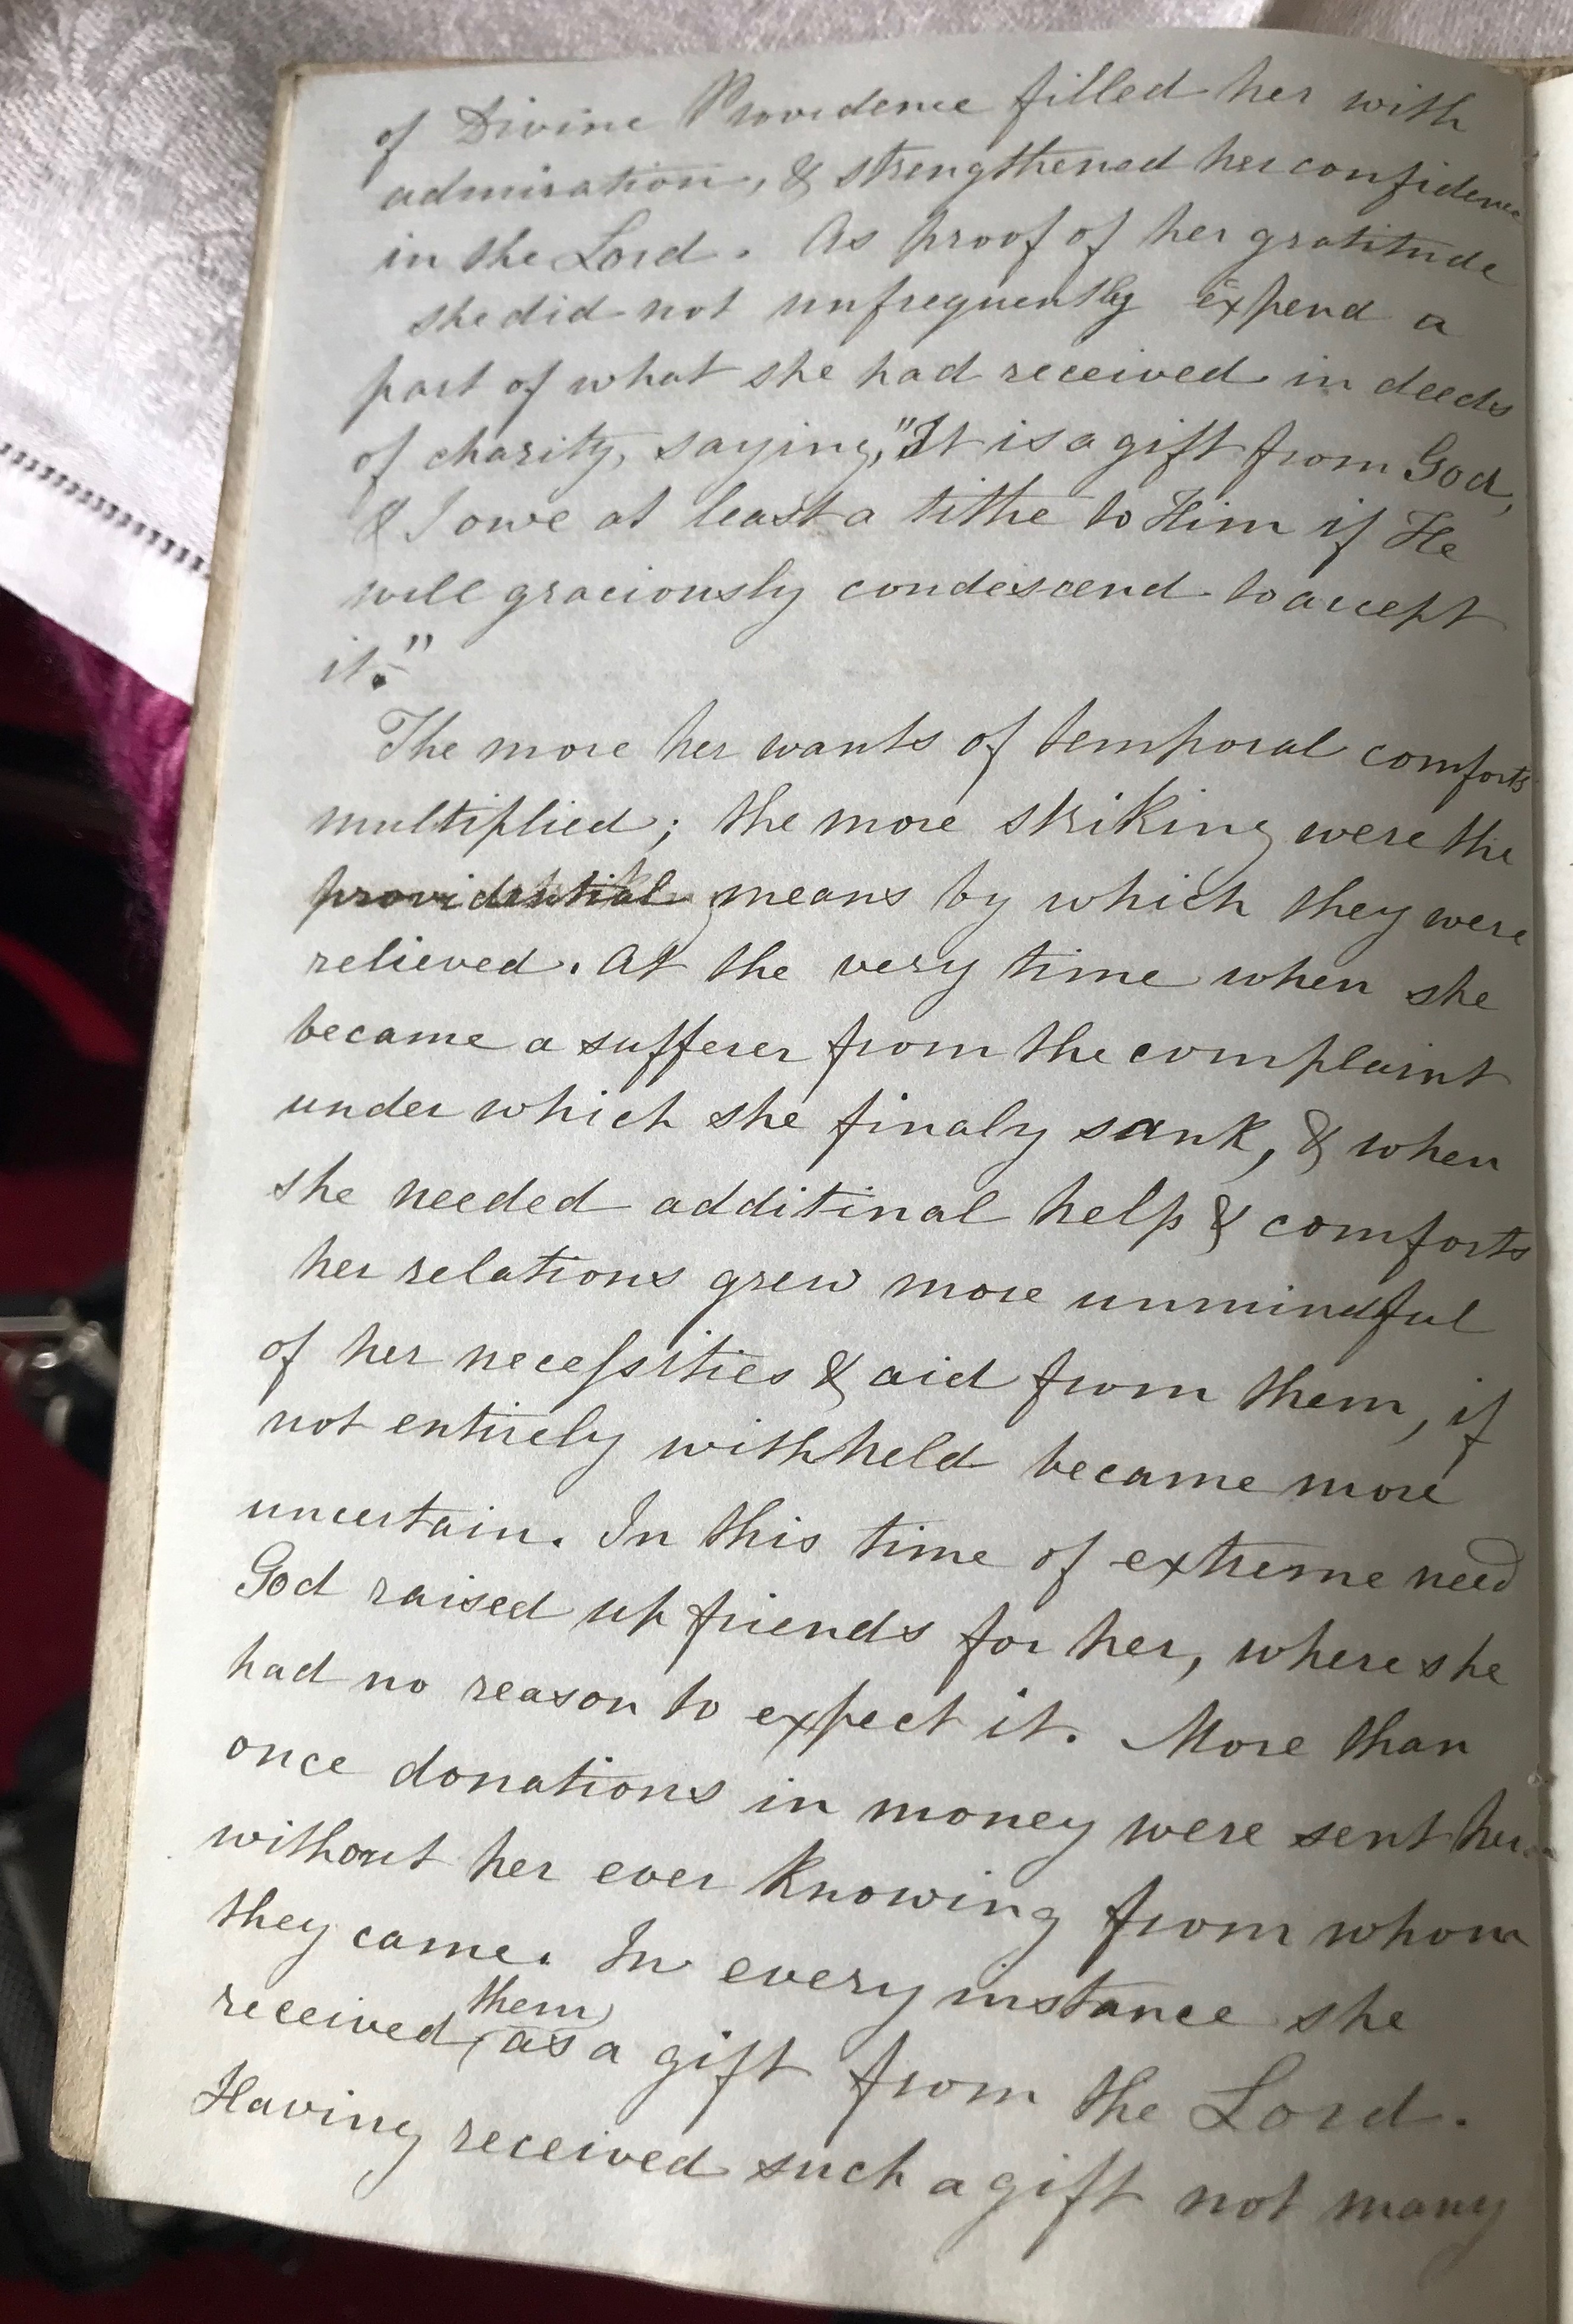 of Divine Providence filled her with
admiration, & strengthened her confidence
in the Lord. As proof of her gratitude
she did not unfrequently expend a
part of what she had received in deeds
of charity, saying, "It is a gift from God,
& I owe at least a tithe to Him if He
will graciously condescend to accept
it."
The more her wants of temporal comforts
multiplied; the more striking were the
providential means by which they were
relieved. At the very time when she
became a sufferer from the complaint
under which she finaly sank, & when
she needed additinal help & comforts
her relations grew more unmindful
of her neceſsities & aid from them, if
not entirely withheld became more
uncertain. In this time of extreme need
God raised up friends for her, where she
had no reason to expect it. More than
once donations in money were sent her
without her ever knowing from whom
they came. In every instance she
received, them as a gift from the Lord.
Having received such a gift not many